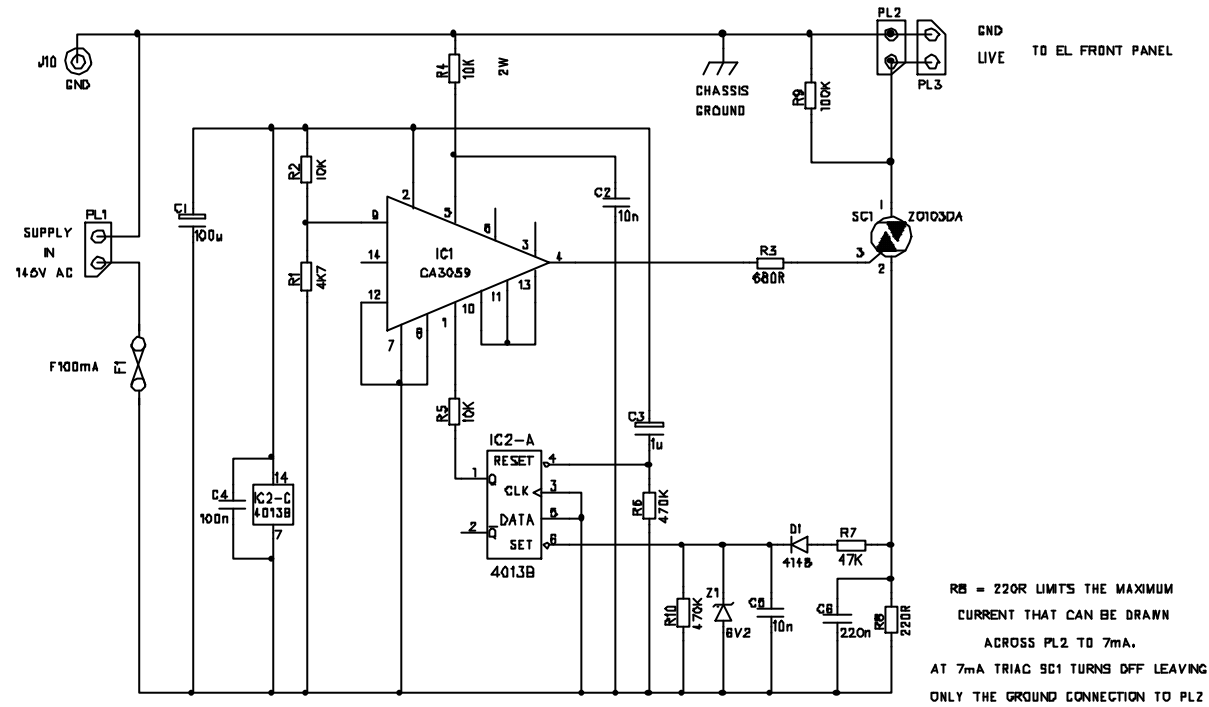 PL2
J10
GND
R4
10K
2W
CHASSIS
GROUND
R9
100K
GND
LIVE
TO EL FRONT PANEL
PL3
R2
10K
C1
100u
PL1
SUPPLY
IN
145V AC
R1
4K7
2
5
9
14
12
6
3
IC1
CA3059
4
13
11
10
1
8
7
C2
10n
R3
680R
SC1
1
Z0103DA
3
2
F100mA
F1
R5
10K
C3
1u
IC2-A
RESET
4
1
Q
CLK
3
DATA
5
2
Q
SET
6
4013B
R6
470K
C4
100n
14
IC2-C
4013B
7
D1
4148
R7
47K
R10
470K
Z1
6V2
C5
10n
C6
220n
R8
220R
R8 = 220R LIMITS THE MAXIMUM
CURRENT THAT CAN BE DRAWN
ACROSS PL2 TO 7mA.
AT 7mA TRIAC SC1 TURNS OFF LEAVING
ONLY THE GROUND CONNECTION TO PL2